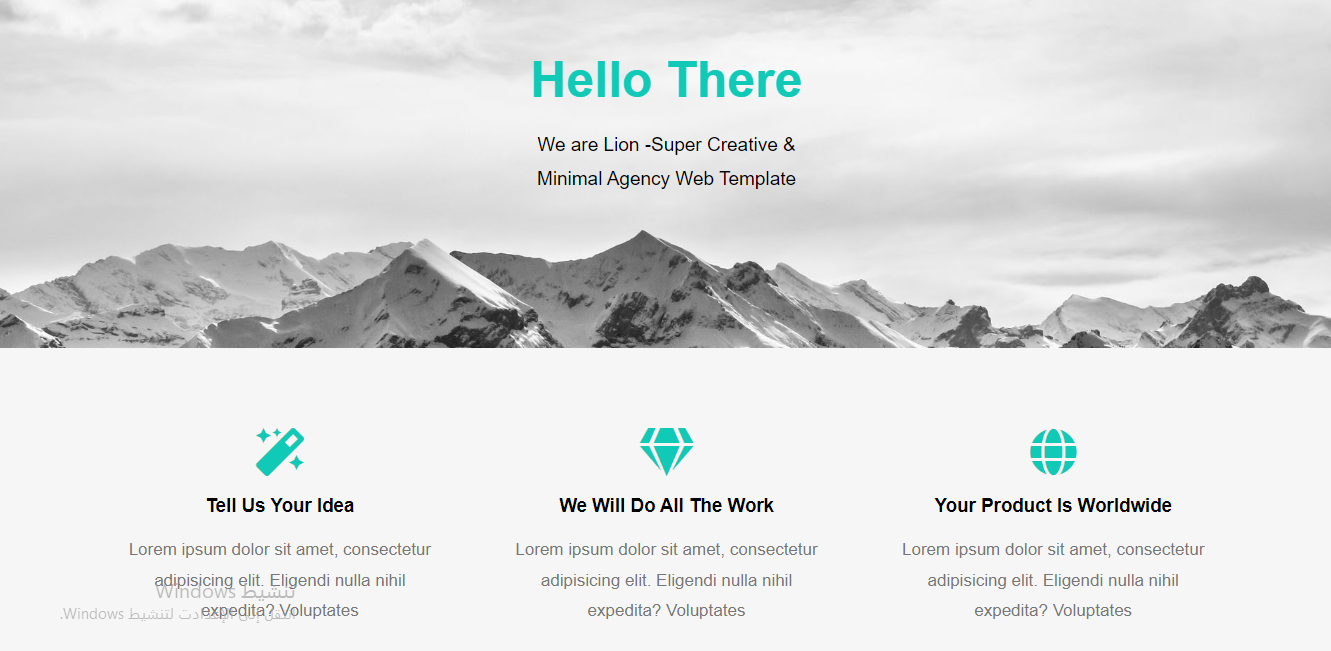 Hello There
We are Lion -Super Creative &
Minimal Agency Web Template
Tell Us Your Idea
Lorem ipsum dolor sit amet, consectetur
adipisicing elit. Eligendi nulla nihil
expedita? Voluptates
We Will Do All The Work
Lorem ipsum dolor sit amet, consectetur
adipisicing elit. Eligendi nulla nihil
expedita? Voluptates
Your Product Is Worldwide
Lorem ipsum dolor sit amet, consectetur
adipisicing elit. Eligendi nulla nihil
expedita? Voluptates
تنشيط Windows
انتقل إلى الإعدادات لتنشيط Windows.